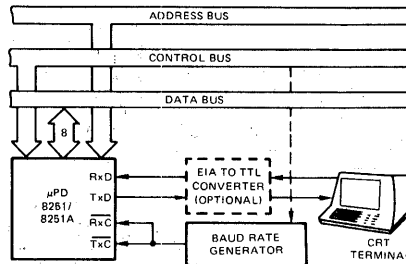 ADDRESS BUS
CONTROL BUS
DATA BUS
8
μPD
8251/
8251A
RxD
TxD
RxC
TxC
EIA TO TTL
CONVERTER
(OPTIONAL)
BAUD RATE
GENERATOR
CRT
TERMINAL